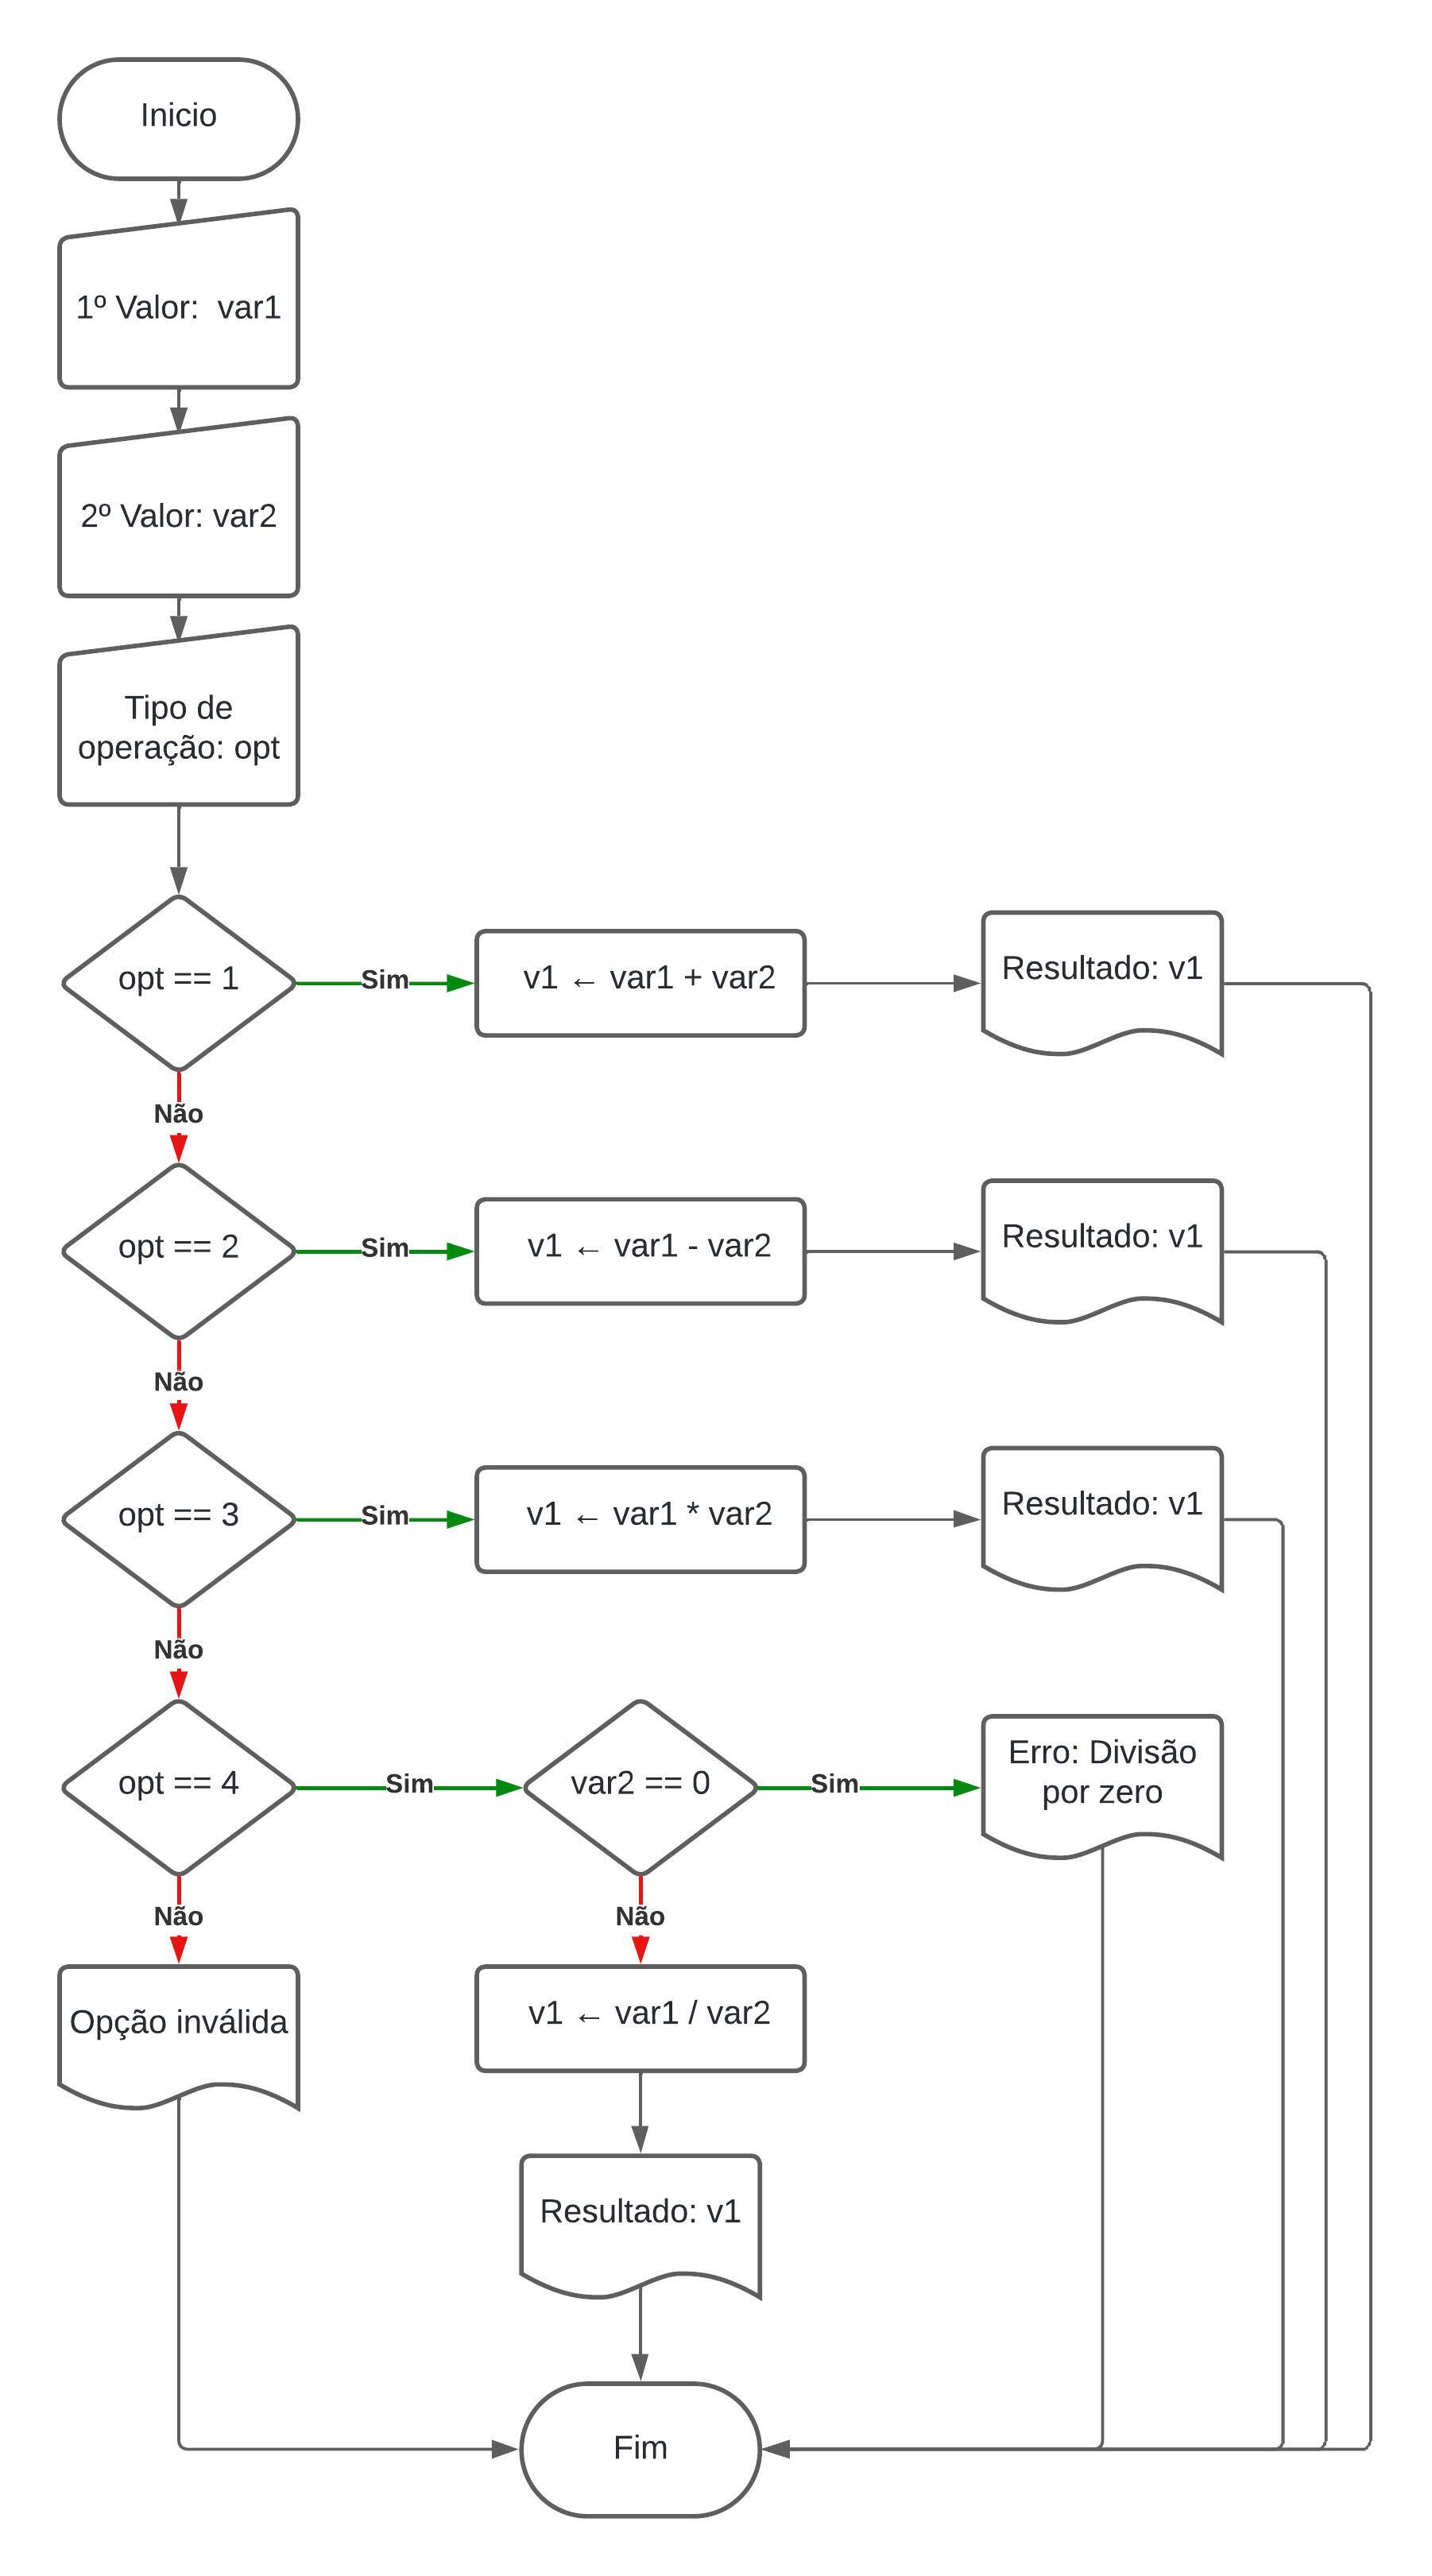 Inicio
1º Valor:  var1
2º Valor: var2
Tipo de
operação: opt
opt == 1
Sim
v1 ← var1 + var2
Resultado: v1
Não
opt == 2
Sim
v1 ← var1 - var2
Resultado: v1
Não
opt == 3
Sim
v1 ← var1 * var2
Resultado: v1
Não
opt == 4
Sim
var2 == 0
Sim
Erro: Divisão
por zero
Não
Não
Opção inválida
v1 ← var1 / var2
Resultado: v1
Fim